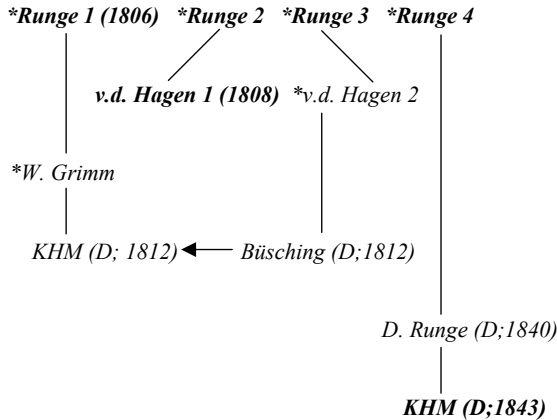 *Runge 1 (1806) *Runge 2 *Runge 3 *Runge 4
v.d. Hagen 1 (1808) *v.d. Hagen 2
*W. Grimm
KHM (D; 1812) Büsching (D;1812)
D. Runge (D;1840)
KHM (D;1843)